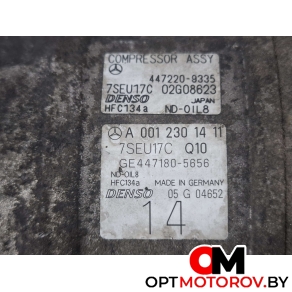 COMPRESSOR ASSY
447220-9335
7SEU17C 02G08623
DENSO JAPAN
HFC134a ND-OIL8
A 001 230 14 11
7SEU17C Q10
GE447180-5656
ND-OIL8
HFC134a MADE IN GERMANY
DENSO 05 G 04652
14
OPTMOTOROV.BY